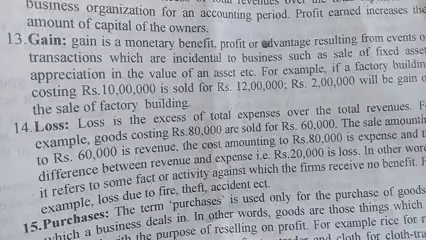 business organization for an accounting period. Profit earned increases the
amount of capital of the owners.
13.Gain: gain is a monetary benefit, profit or advantage resulting from events o
transactions which are incidental to business such as sale of fixed asset
appreciation in the value of an asset etc. For example, if a factory buildin
costing Rs.10,00,000 is sold for Rs. 12,00,000; Rs. 2,00,000 will be gain o
the sale of factory building.
14.Loss: Loss is the excess of total expenses over the total revenues. F
example, goods costing Rs.80,000 are sold for Rs. 60,000. The sale amounti
to Rs. 60,000 is revenue, the cost amounting to Rs.80,000 is expense and t
difference between revenue and expense i.e. Rs.20,000 is loss. In other wor
it refers to some fact or activity against which the firms receive no benefit. F
example, loss due to fire, theft, accident ect.
15.Purchases: The term 'purchases' is used only for the purchase of goods
which a business deals in. In other words, goods are those things which
with the purpose of reselling on profit. For example rice for r
and cloth for cloth-tra